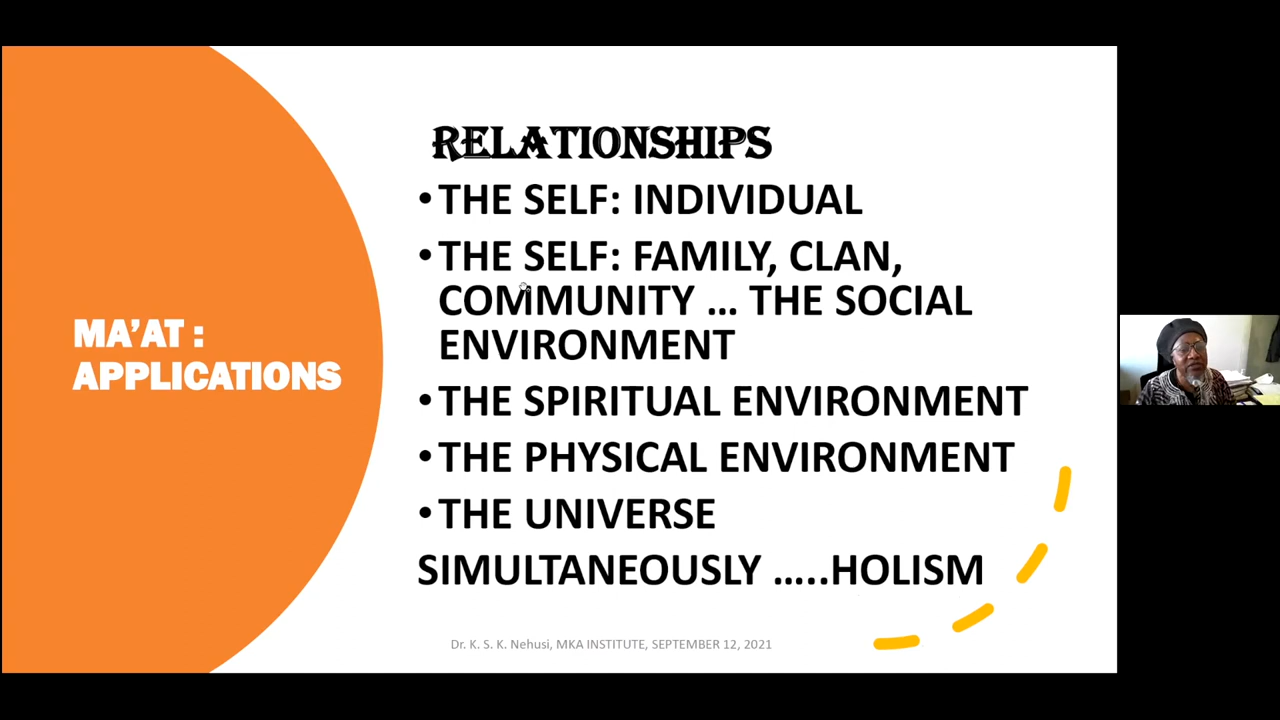 MA’AT :
APPLICATIONS
RELATIONSHIPS
•THE SELF: INDIVIDUAL
•THE SELF: FAMILY, CLAN,
COMMUNITY … THE SOCIAL
ENVIRONMENT
•THE SPIRITUAL ENVIRONMENT
•THE PHYSICAL ENVIRONMENT
•THE UNIVERSE
SIMULTANEOUSLY …..HOLISM
Dr. K. S. K. Nehusi, MKA INSTITUTE, SEPTEMBER 12, 2021